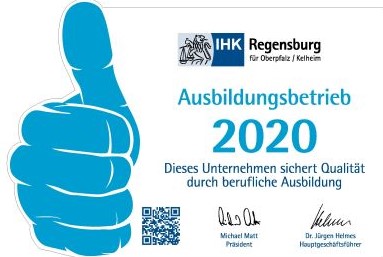 IHK Regensburg
für Oberpfalz / Kelheim
Ausbildungsbetrieb
2020
Dieses Unternehmen sichert Qualität
durch berufliche Ausbildung
Michael Matt
Präsident
Dr. Jürgen Helmes
Hauptgeschäftsführer